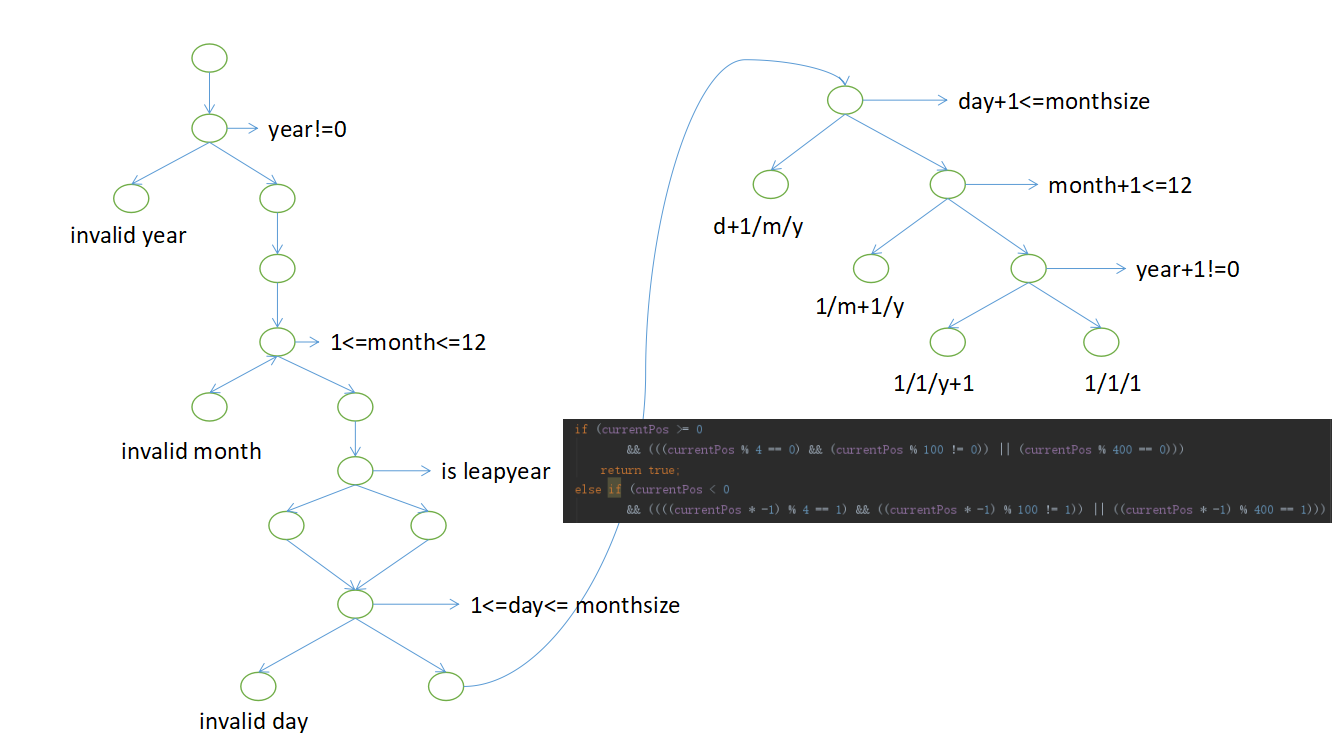 year!=0
invalid year
1<=month<=12
invalid month
is leapyear
1<=day<= monthsize
invalid day
day+1<=monthsize
d+1/m/y
month+1<=12
1/m+1/y
year+1!=0
1/1/y+1
1/1/1
if (currentPos >= 0
&& (((currentPos % 4 == 0) && (currentPos % 100 != 0)) || (currentPos % 400 == 0)))
return true;
else if (currentPos < 0
&& ((((currentPos * -1) % 4 == 1) && ((currentPos * -1) % 100 != 1)) || ((currentPos * -1) % 400 == 1)))